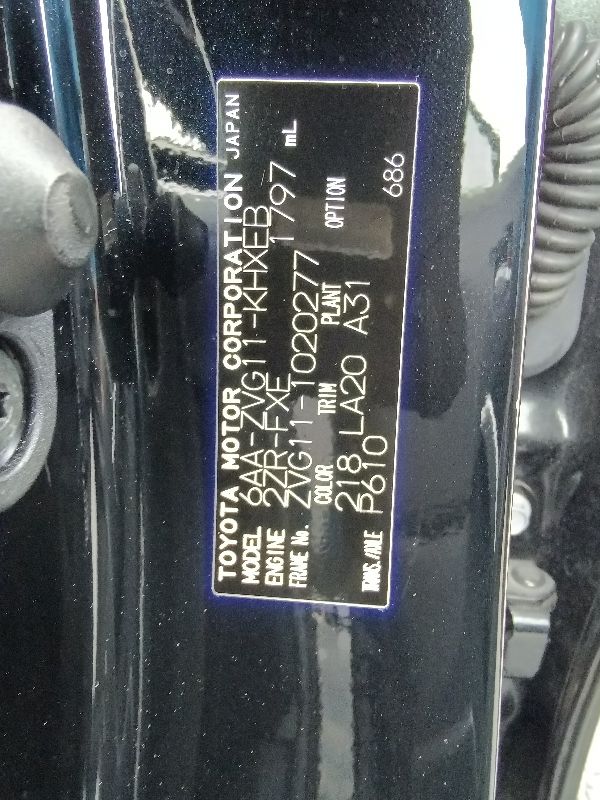 TOYOTA MOTOR CORPORATION JAPAN
MODEL 6AA-ZVG11-KHXEB
ENGINE 2ZR-FXE 1797 mL
FRAME No. ZVG11-1020277
COLOR TRIM PLANT OPTION
218 LA20 A31
TRANS./AXLE P610 686